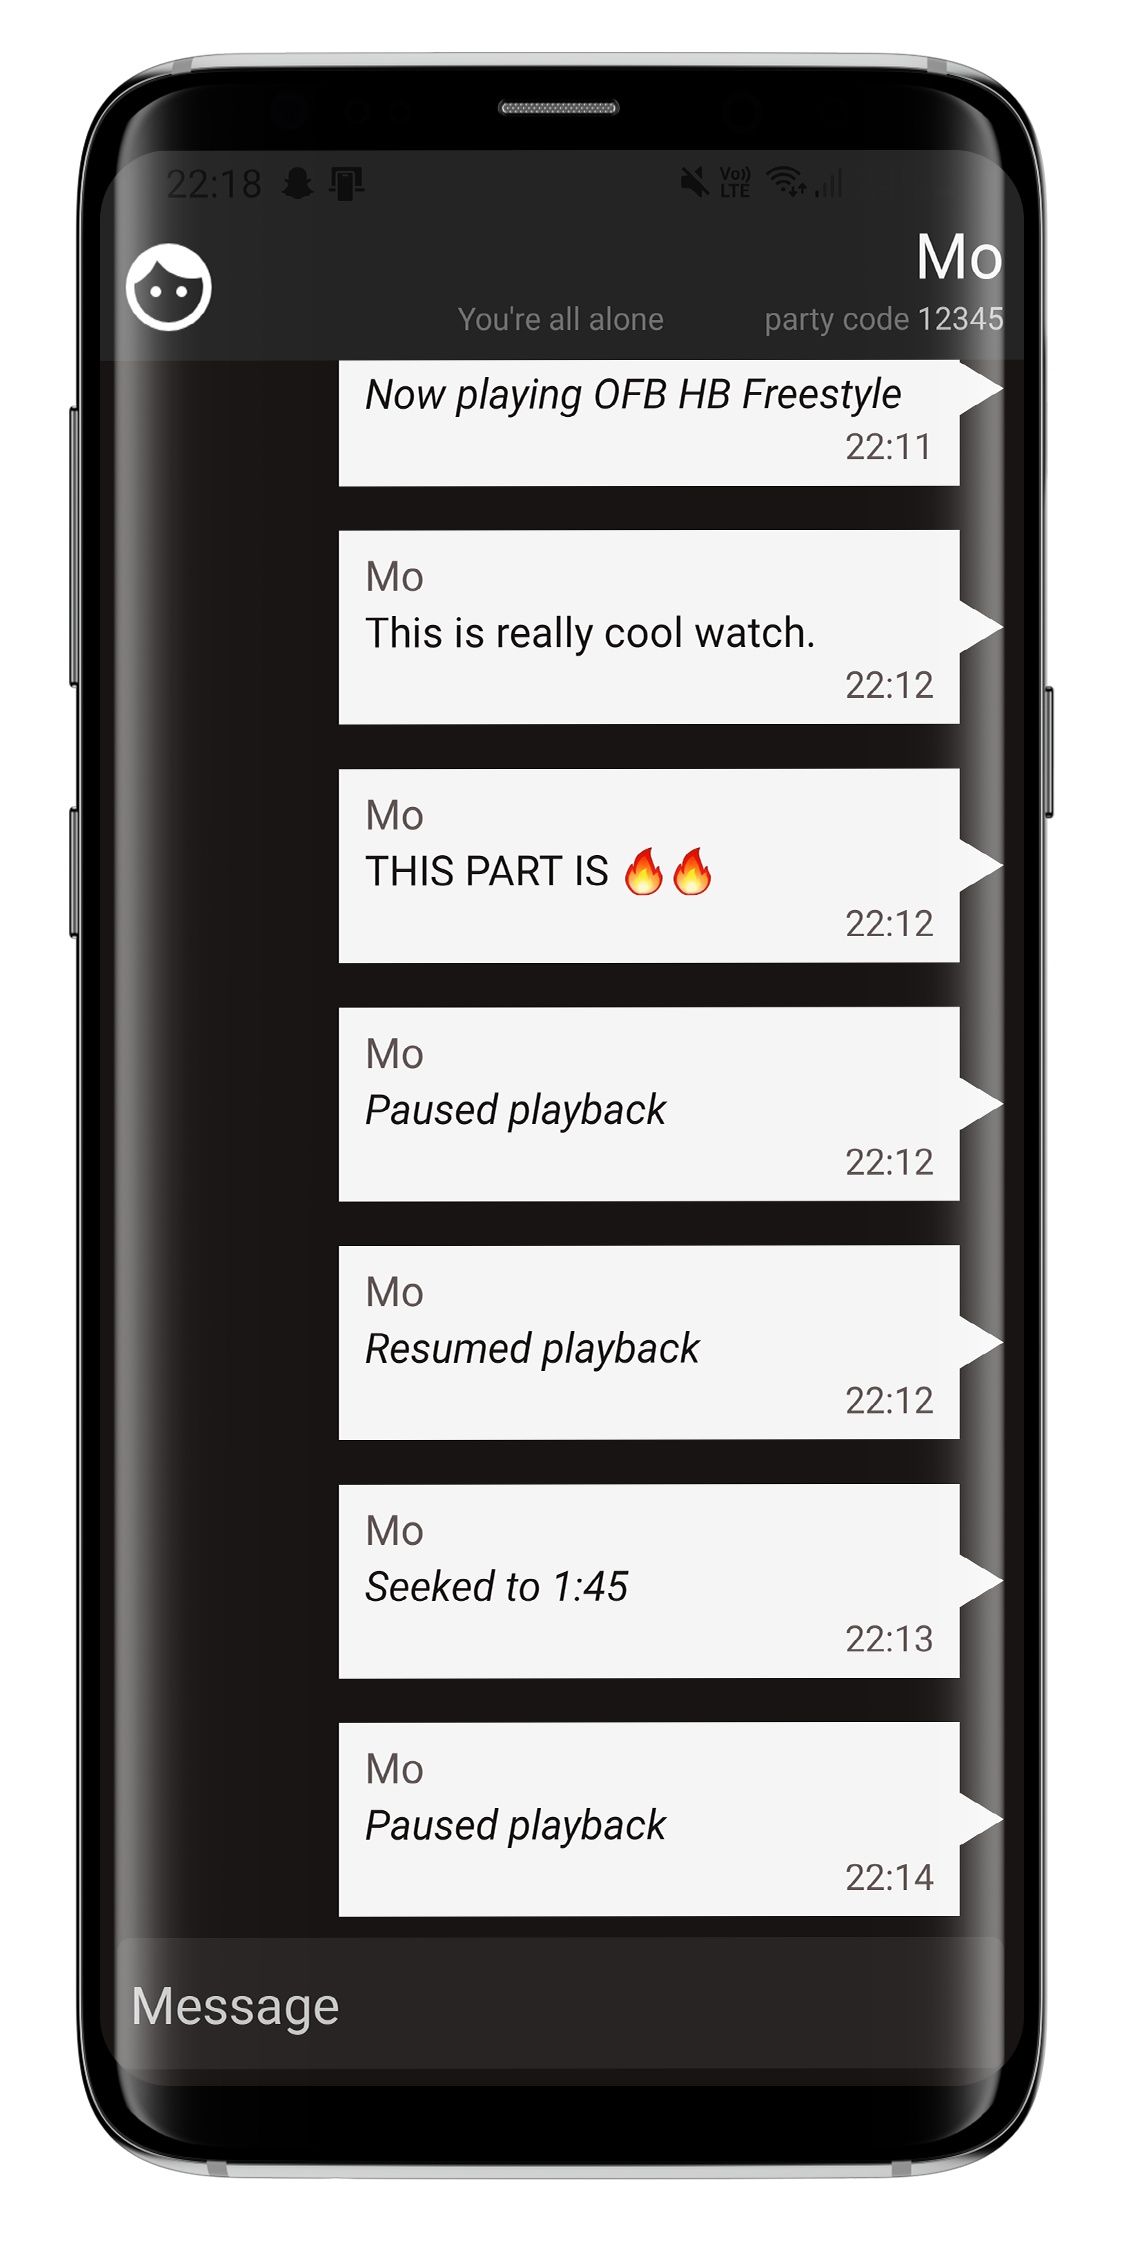 22:18
Vo)) LTE
Mo
You're all alone
party code 12345
Now playing OFB HB Freestyle
22:11
Mo
This is really cool watch.
22:12
Mo
THIS PART IS 🔥🔥
22:12
Mo
Paused playback
22:12
Mo
Resumed playback
22:12
Mo
Seeked to 1:45
22:13
Mo
Paused playback
22:14
Message